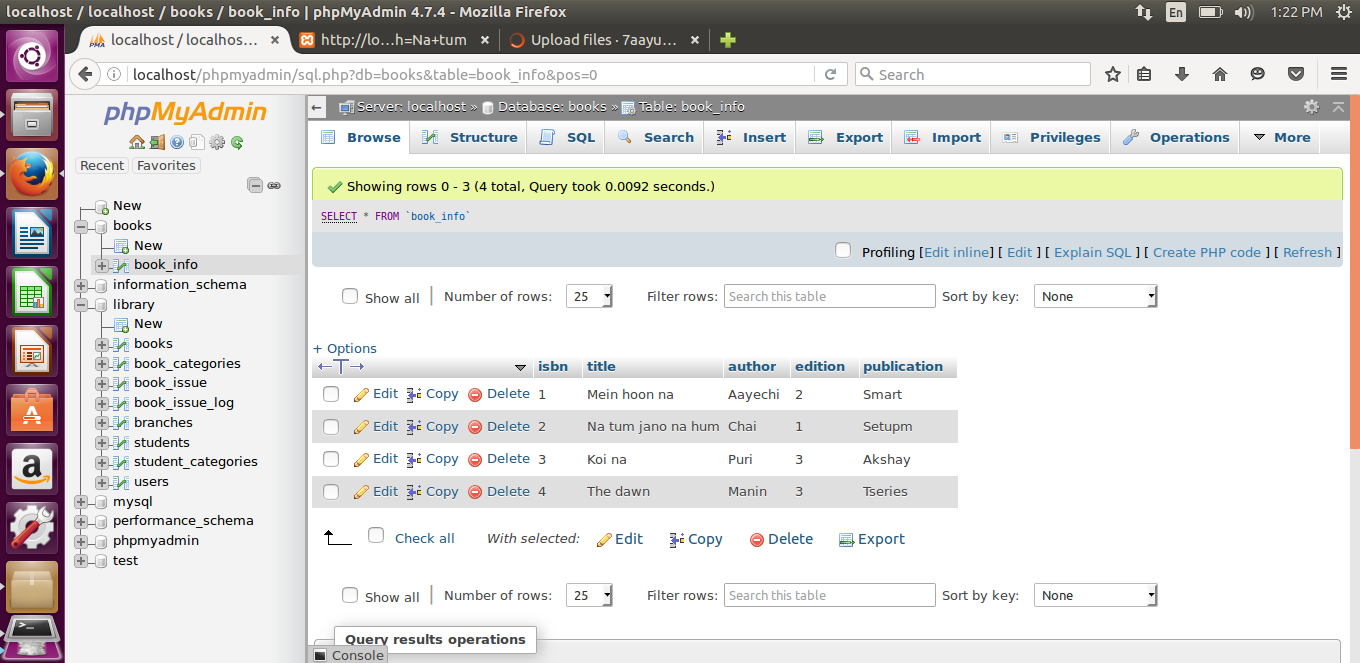 localhost / localhost / books / book_info | phpMyAdmin 4.7.4 - Mozilla Firefox En 1:22 PM
localhost / localhos... × http://lo...h=Na+tum × Upload files · 7aayu... ×
localhost/phpmyadmin/sql.php?db=books&table=book_info&pos=0 Search
phpMyAdmin
Recent Favorites
New
books
New
book_info
information_schema
library
New
books
book_categories
book_issue
book_issue_log
branches
students
student_categories
users
mysql
performance_schema
phpmyadmin
test
Server: localhost » Database: books » Table: book_info
Browse Structure SQL Search Insert Export Import Privileges Operations More
Showing rows 0 - 3 (4 total, Query took 0.0092 seconds.)
SELECT * FROM `book_info`
Profiling [Edit inline] [ Edit ] [ Explain SQL ] [ Create PHP code ] [ Refresh ]
Show all | Number of rows: 25 Filter rows: Search this table Sort by key: None
+ Options
←T→ isbn title author edition publication
Edit Copy Delete 1 Mein hoon na Aayechi 2 Smart
Edit Copy Delete 2 Na tum jano na hum Chai 1 Setupm
Edit Copy Delete 3 Koi na Puri 3 Akshay
Edit Copy Delete 4 The dawn Manin 3 Tseries
Check all With selected: Edit Copy Delete Export
Show all | Number of rows: 25 Filter rows: Search this table Sort by key: None
Query results operations
Console